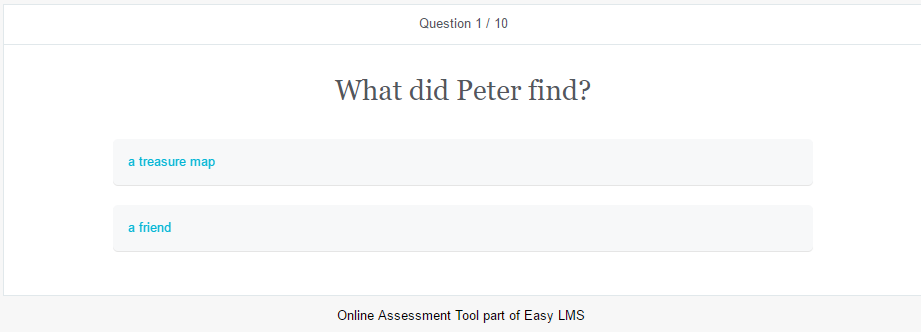 Question 1 / 10
What did Peter find?
a treasure map
a friend
Online Assessment Tool part of Easy LMS